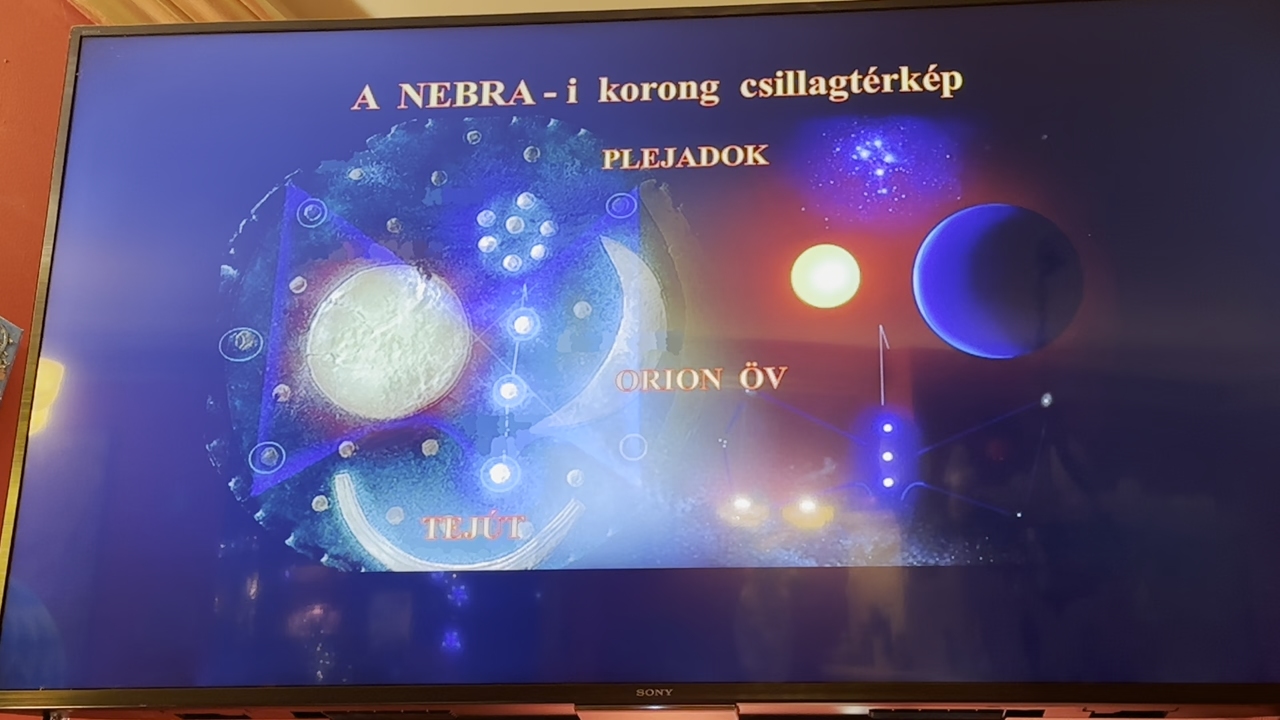 A NEBRA - i korong csillagtérkép
PLEJADOK
ORION ÖV
TEJÚT
SONY